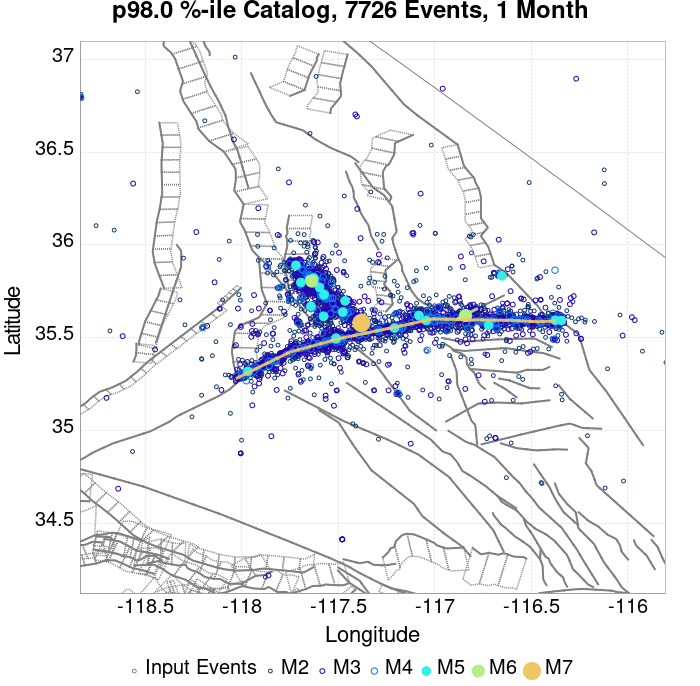 p98.0 %-ile Catalog, 7726 Events, 1 Month
37
36.5
36
35.5
35
34.5
Latitude
-118.5 -118 -117.5 -117 -116.5 -116
Longitude
Input Events M2 M3 M4 M5 M6 M7